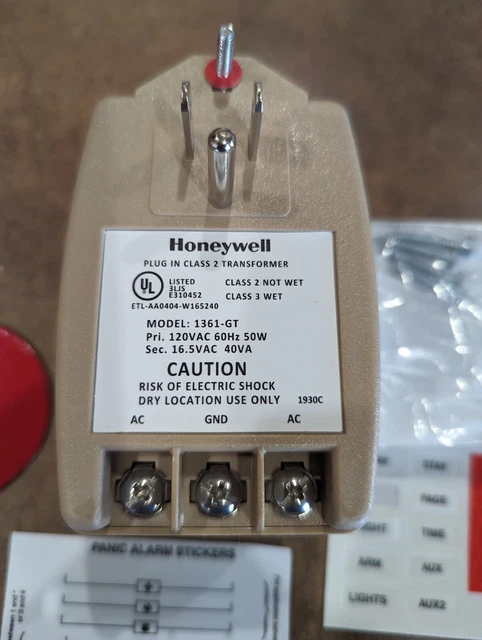 Honeywell
PLUG IN CLASS 2 TRANSFORMER
UL
LISTED
3LJS
E310452
CLASS 2 NOT WET
CLASS 3 WET
ETL-AA0404-W165240
MODEL: 1361-GT
Pri. 120VAC 60Hz 50W
Sec. 16.5VAC 40VA
CAUTION
RISK OF ELECTRIC SHOCK
DRY LOCATION USE ONLY 1930C
AC GND AC
PANIC ALARM STICKERS
STAY
PAGE
TIME
ARM AUX
LIGHTS AUX2